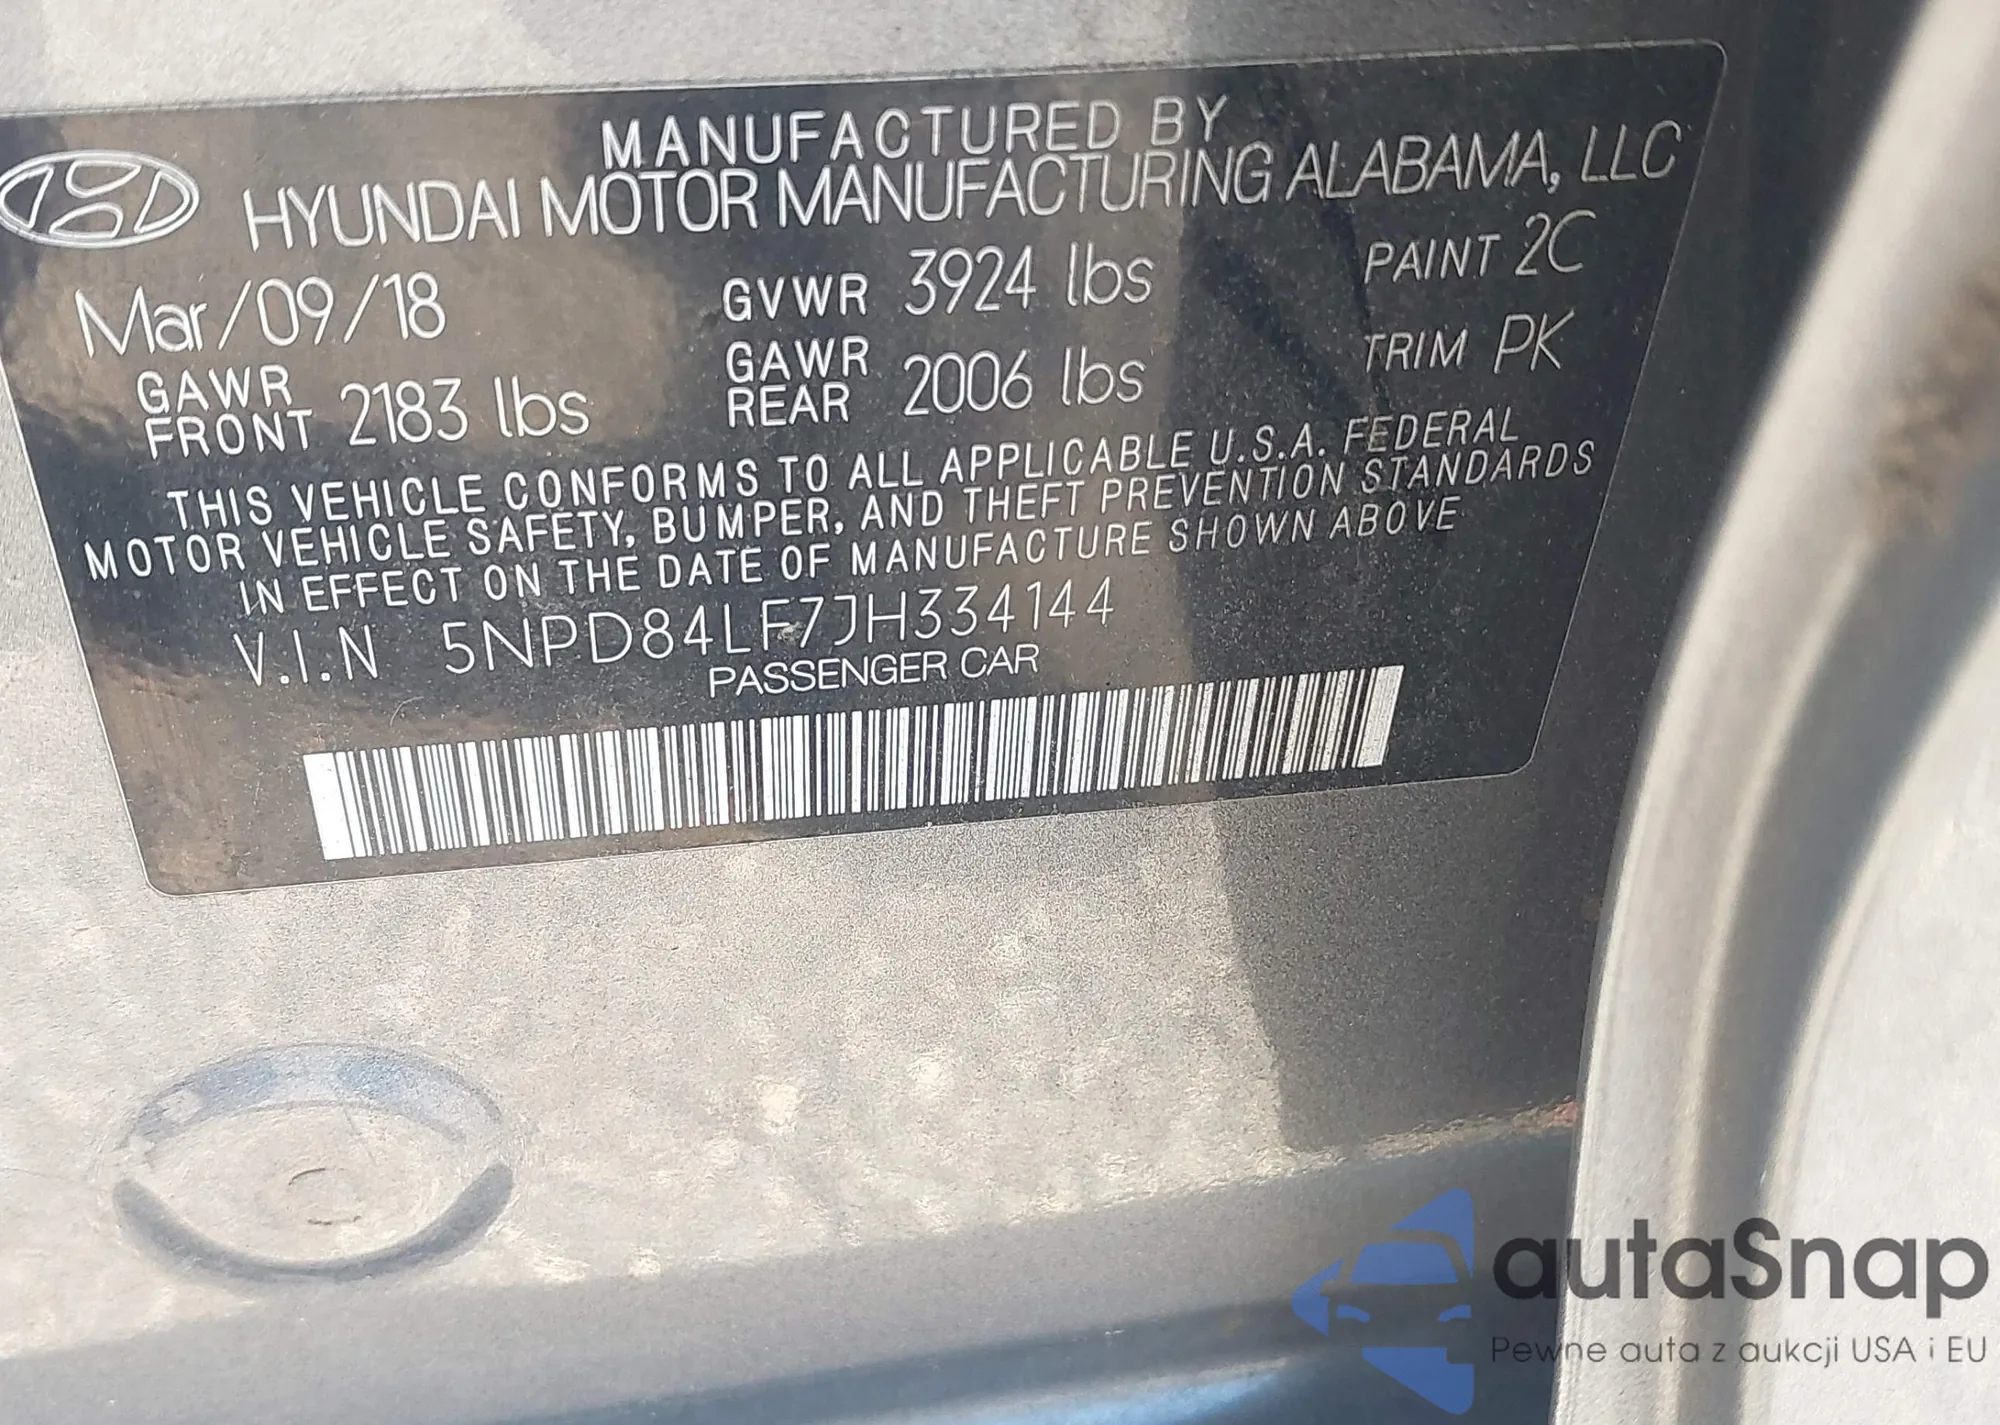 MANUFACTURED BY
HYUNDAI MOTOR MANUFACTURING ALABAMA, LLC
Mar/09/18 GVWR 3924 lbs PAINT 2C
GAWR FRONT 2183 lbs GAWR REAR 2006 lbs TRIM PK
THIS VEHICLE CONFORMS TO ALL APPLICABLE U.S.A. FEDERAL
MOTOR VEHICLE SAFETY, BUMPER, AND THEFT PREVENTION STANDARDS
IN EFFECT ON THE DATE OF MANUFACTURE SHOWN ABOVE
V.I.N 5NPD84LF7JH334144
PASSENGER CAR
autaSnap
Pewne auta z aukcji USA i EU